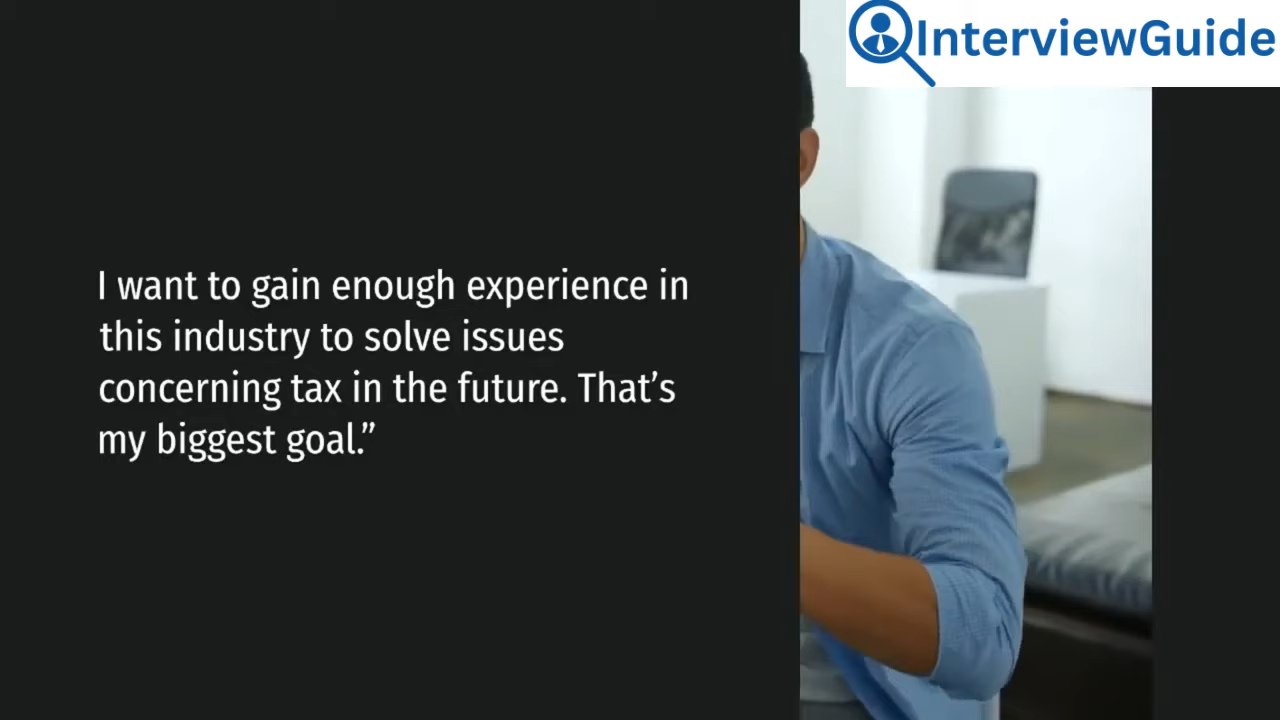 InterviewGuide
I want to gain enough experience in
this industry to solve issues
concerning tax in the future. That’s
my biggest goal.”